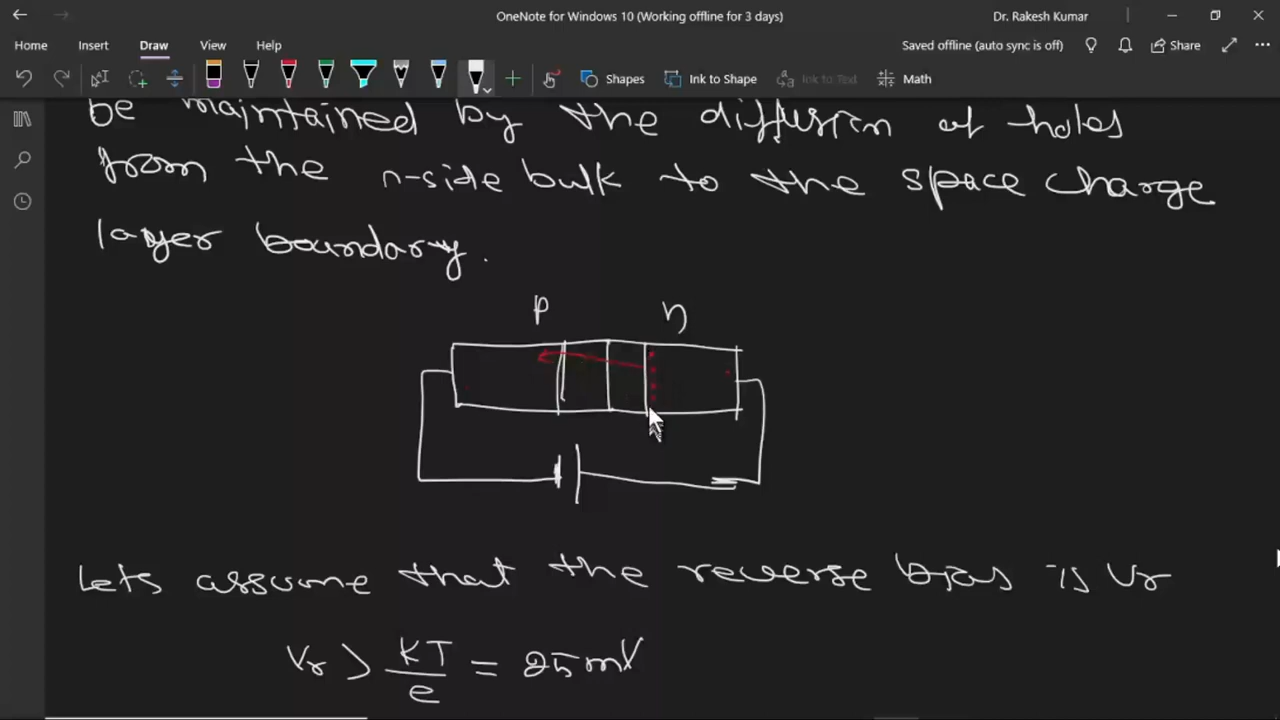 OneNote for Windows 10 (Working offline for 3 days)
Dr. Rakesh Kumar
Home Insert Draw View Help
Saved offline (auto sync is off)
Share
Shapes
Ink to Shape
Ink to Text
Math
be maintained by the diffusion of holes
from the n-side bulk to the space charge
layer boundary.
P n
Lets assume that the reverse bias is Vr
Vr > KT/e = 25mV